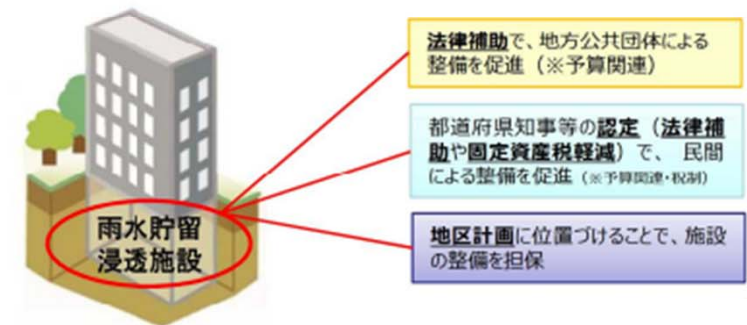 法律補助で、地方公共団体による
整備を促進（※予算関連）
都道府県知事等の認定（法律補
助や固定資産税軽減）で、 民間
による整備を促進（※予算関連・税制）
雨水貯留
浸透施設
地区計画に位置づけることで、施設
の整備を担保